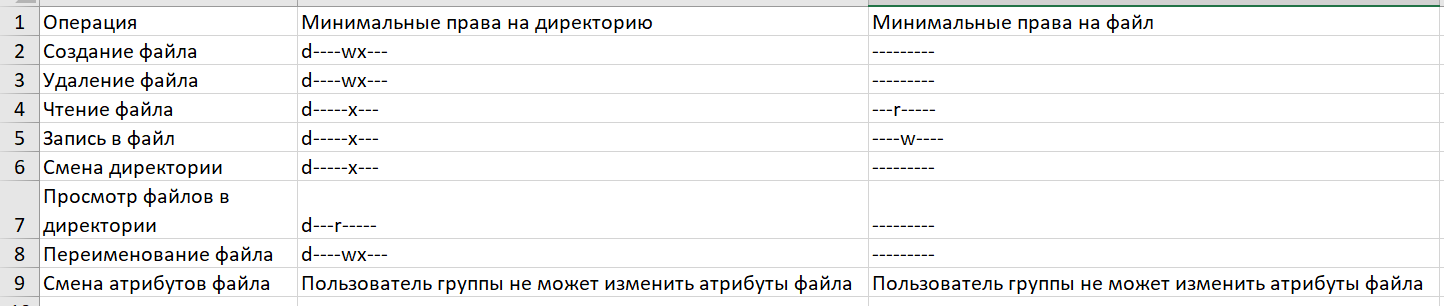 1 Операция Минимальные права на директорию Минимальные права на файл
2 Создание файла d----wx--- ---------
3 Удаление файла d----wx--- ---------
4 Чтение файла d-----x--- ---r-----
5 Запись в файл d-----x--- ----w----
6 Смена директории d-----x--- ---------
Просмотр файлов в
7 директории d---r----- ---------
8 Переименование файла d----wx--- ---------
9 Смена атрибутов файла Пользователь группы не может изменить атрибуты файла Пользователь группы не может изменить атрибуты файла